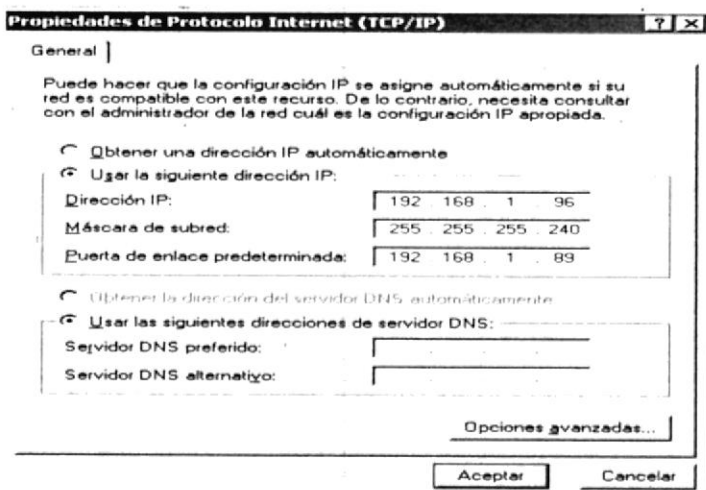 Propiedades de Protocolo Internet (TCP/IP) ? X
General
Puede hacer que la configuración IP se asigne automáticamente si su
red es compatible con este recurso. De lo contrario, necesita consultar
con el administrador de la red cuál es la configuración IP apropiada.
Obtener una dirección IP automáticamente
Usar la siguiente dirección IP:
Dirección IP: 192 . 168 . 1 . 96
Máscara de subred: 255 . 255 . 255 . 240
Puerta de enlace predeterminada: 192 . 168 . 1 . 89
Obtener la dirección del servidor DNS automáticamente
Usar las siguientes direcciones de servidor DNS:
Servidor DNS preferido:
Servidor DNS alternativo:
Opciones avanzadas...
Aceptar Cancelar